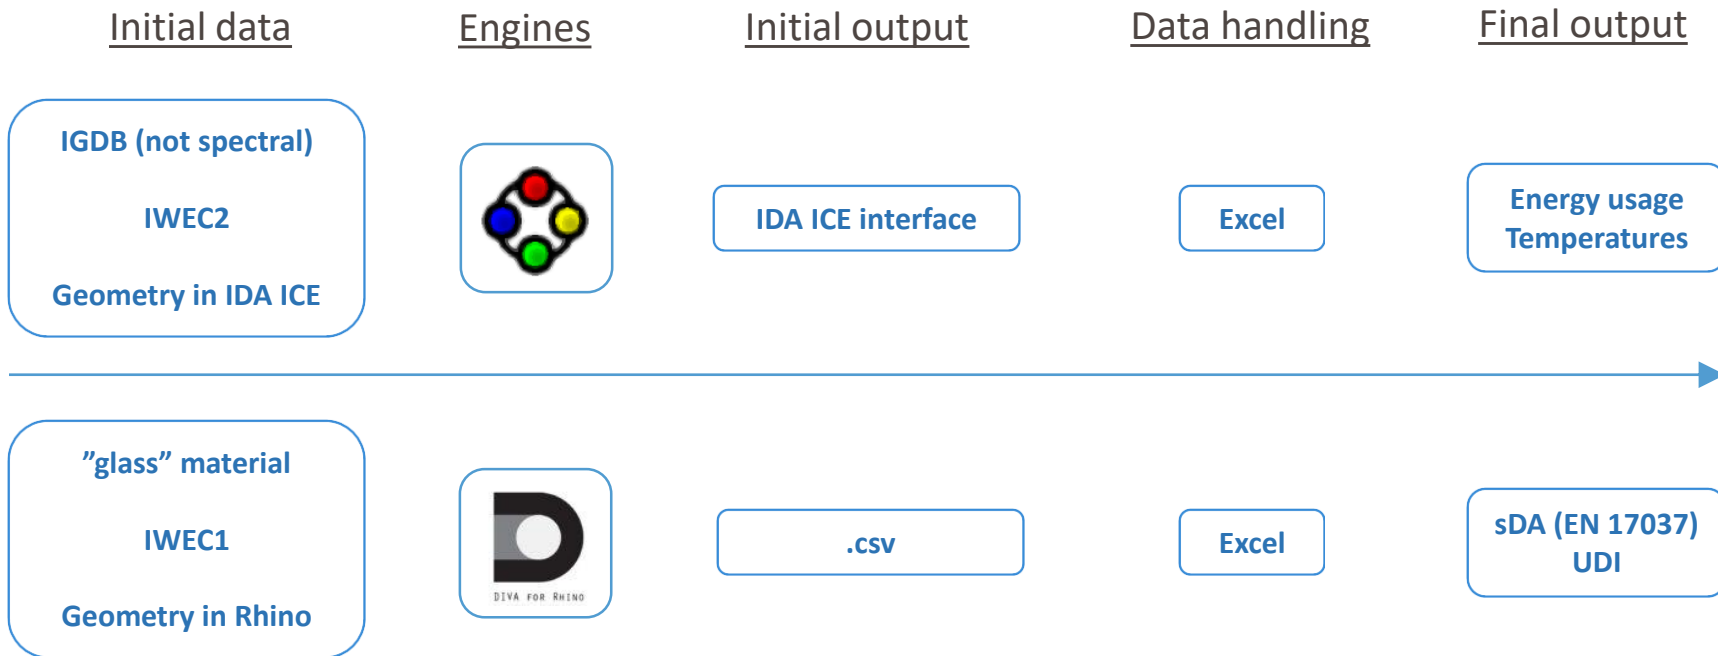 Initial data
Engines
Initial output
Data handling
Final output
IGDB (not spectral)
IWEC2
Geometry in IDA ICE
IDA ICE interface
Excel
Energy usage
Temperatures
”glass” material
IWEC1
Geometry in Rhino
DIVA FOR RHINO
.csv
Excel
sDA (EN 17037)
UDI